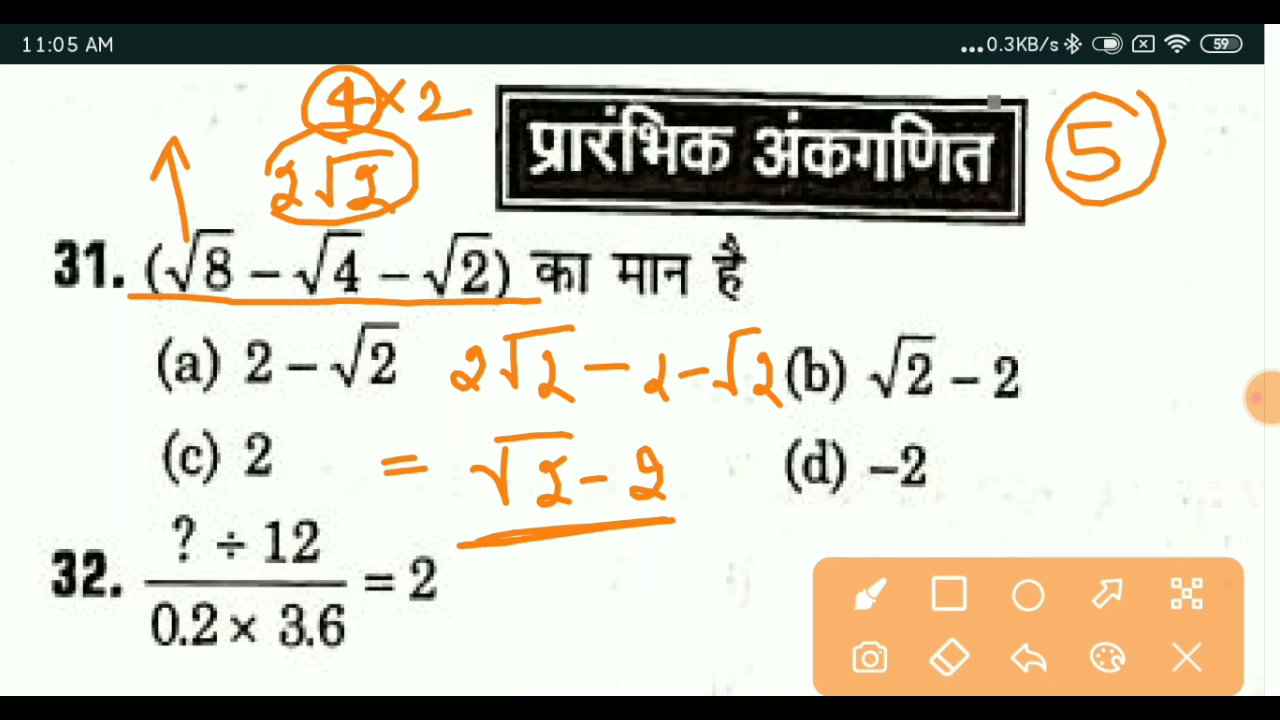 11:05 AM
...0.3KB/s 59
4×2
2√2
प्रारंभिक अंकगणित
5
31. (√8 – √4 – √2) का मान है
(a) 2 – √2
2√2 – 2 – √2
(b) √2 – 2
(c) 2
= √2 – 2
(d) –2
32. ? ÷ 12
0.2 × 3.6
= 2